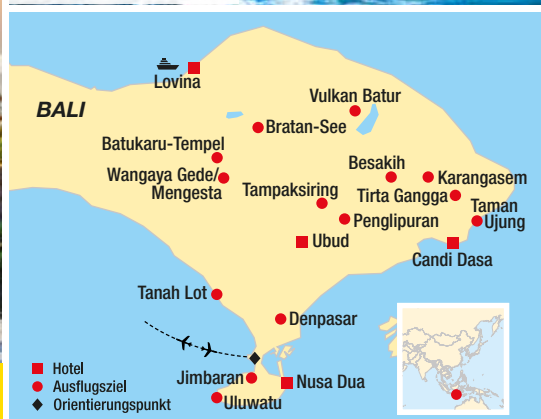 Lovina
BALI
Vulkan Batur
Bratan-See
Batukaru-Tempel
Wangaya Gede/
Mengesta
Besakih
Karangasem
Tampaksiring
Tirta Gangga
Taman
Ujung
Penglipuran
Ubud
Candi Dasa
Tanah Lot
Denpasar
Jimbaran
Nusa Dua
Uluwatu
Hotel
Ausflugsziel
Orientierungspunkt